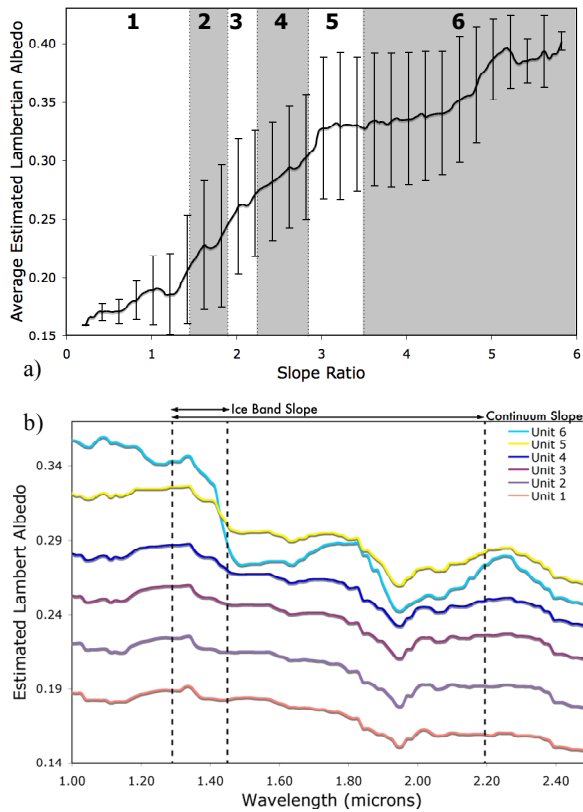 1 2 3 4 5 6
Average Estimated Lambertian Albedo
0.40
0.35
0.30
0.25
0.20
0.15
0 1 2 3 4 5 6
Slope Ratio
a)
b)
Ice Band Slope
Continuum Slope
Unit 6
Unit 5
Unit 4
Unit 3
Unit 2
Unit 1
Estimated Lambert Albedo
0.34
0.29
0.24
0.19
0.14
1.00 1.20 1.40 1.60 1.80 2.00 2.20 2.40
Wavelength (microns)